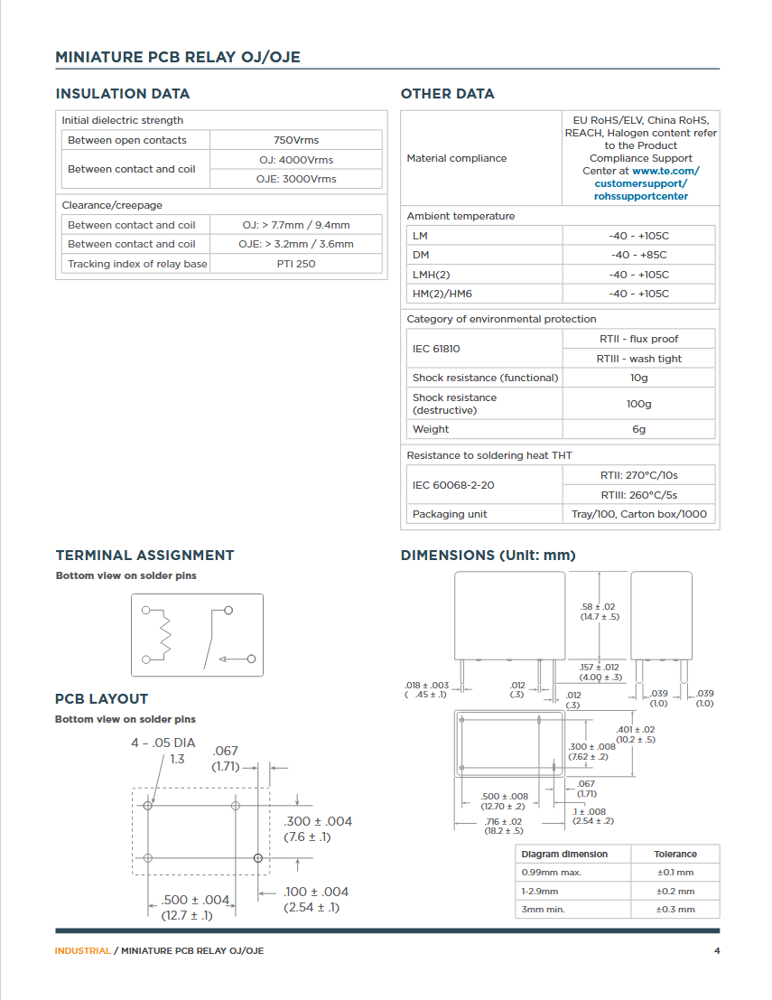 MINIATURE PCB RELAY OJ/OJE
INSULATION DATA
Initial dielectric strength
Between open contacts 750Vrms
Between contact and coil OJ: 4000Vrms
OJE: 3000Vrms
Clearance/creepage
Between contact and coil OJ: > 7.7mm / 9.4mm
Between contact and coil OJE: > 3.2mm / 3.6mm
Tracking index of relay base PTI 250
OTHER DATA
Material compliance
EU RoHS/ELV, China RoHS,
REACH, Halogen content refer
to the Product
Compliance Support
Center at www.te.com/
customersupport/
rohssupportcenter
Ambient temperature
LM -40 ~ +105C
DM -40 ~ +85C
LMH(2) -40 ~ +105C
HM(2)/HM6 -40 ~ +105C
Category of environmental protection
IEC 61810 RTII - flux proof
RTIII - wash tight
Shock resistance (functional) 10g
Shock resistance
(destructive) 100g
Weight 6g
Resistance to soldering heat THT
IEC 60068-2-20 RTII: 270°C/10s
RTIII: 260°C/5s
Packaging unit Tray/100, Carton box/1000
TERMINAL ASSIGNMENT
Bottom view on solder pins
PCB LAYOUT
Bottom view on solder pins
4 – .05 DIA
1.3
.067
(1.71)
.300 ± .004
(7.6 ± .1)
.500 ± .004
(12.7 ± .1)
.100 ± .004
(2.54 ± .1)
DIMENSIONS (Unit: mm)
.58 ± .02
(14.7 ± .5)
.157 ± .012
(4.00 ± .3)
.018 ± .003
( .45 ± .1)
.012
(.3)
.012
(.3)
.039
(1.0)
.039
(1.0)
.401 ± .02
(10.2 ± .5)
.300 ± .008
(7.62 ± .2)
.067
(1.71)
.500 ± .008
(12.70 ± .2)
.1 ± .008
(2.54 ± .2)
.716 ± .02
(18.2 ± .5)
Diagram dimension Tolerance
0.99mm max. ±0.1 mm
1-2.9mm ±0.2 mm
3mm min. ±0.3 mm
INDUSTRIAL / MINIATURE PCB RELAY OJ/OJE 4